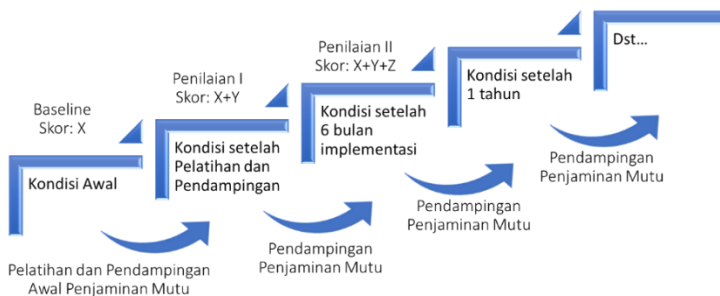 Baseline
Skor: X
Kondisi Awal
Pelatihan dan Pendampingan
Awal Penjaminan Mutu
Penilaian I
Skor: X+Y
Kondisi setelah
Pelatihan dan
Pendampingan
Pendampingan
Penjaminan Mutu
Penilaian II
Skor: X+Y+Z
Kondisi setelah
6 bulan
implementasi
Pendampingan
Penjaminan Mutu
Kondisi setelah
1 tahun
Pendampingan
Penjaminan Mutu
Dst...